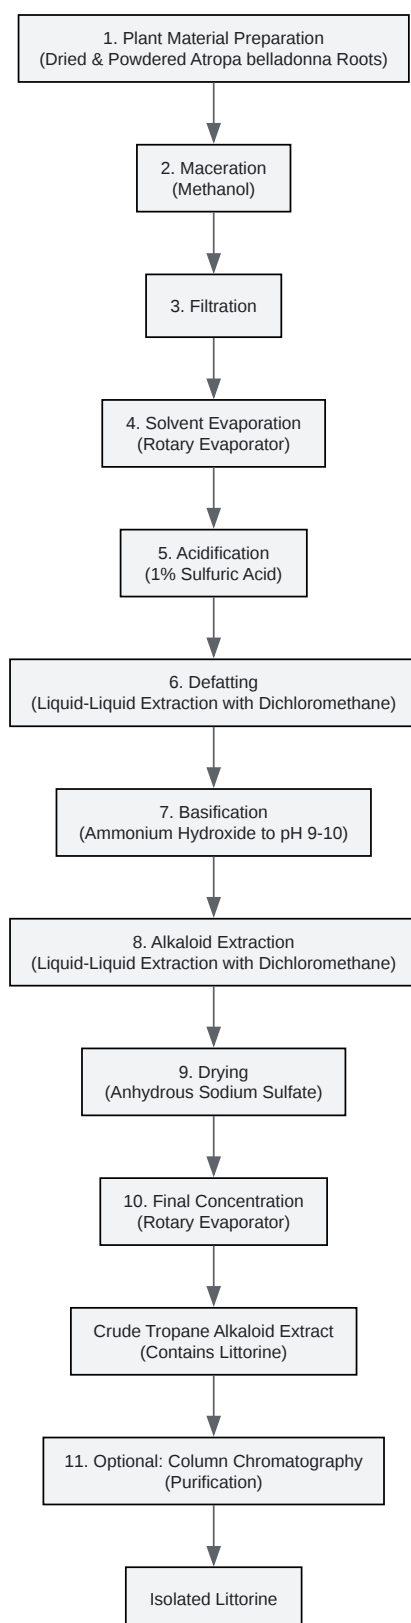 1. Plant Material Preparation
(Dried & Powdered Atropa belladonna Roots)
2. Maceration
(Methanol)
3. Filtration
4. Solvent Evaporation
(Rotary Evaporator)
5. Acidification
(1% Sulfuric Acid)
6. Defatting
(Liquid-Liquid Extraction with Dichloromethane)
7. Basification
(Ammonium Hydroxide to pH 9-10)
8. Alkaloid Extraction
(Liquid-Liquid Extraction with Dichloromethane)
9. Drying
(Anhydrous Sodium Sulfate)
10. Final Concentration
(Rotary Evaporator)
Crude Tropane Alkaloid Extract
(Contains Littorine)
11. Optional: Column Chromatography
(Purification)
Isolated Littorine